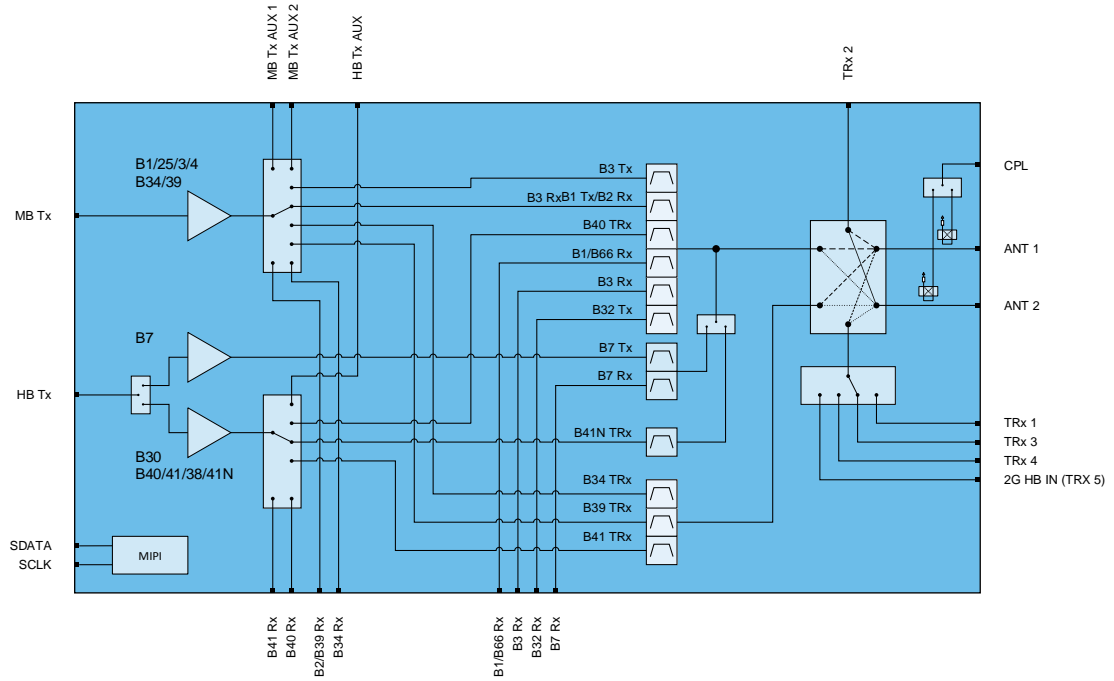 MB Tx AUX 1
MB Tx AUX 2
HB Tx AUX
TRx 2
B1/25/3/4
B34/39
MB Tx
B3 Tx
B3 RxB1 Tx/B2 Rx
B40 TRx
B1/B66 Rx
B3 Rx
B32 Tx
B7 Tx
B7 Rx
B41N TRx
B34 TRx
B39 TRx
B41 TRx
CPL
ANT 1
ANT 2
B7
HB Tx
B30
B40/41/38/41N
TRx 1
TRx 3
TRx 4
2G HB IN (TRX 5)
SDATA
SCLK
MIPI
B41 Rx
B40 Rx
B2/B39 Rx
B34 Rx
B1/B66 Rx
B3 Rx
B32 Rx
B7 Rx